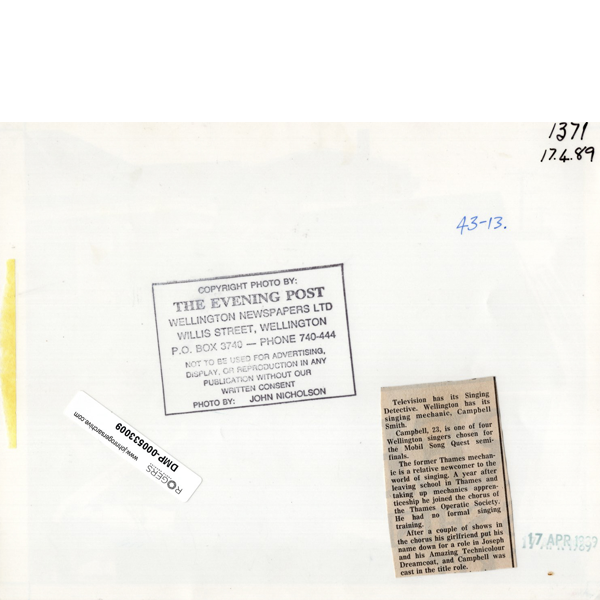 1371
17.4.89
43-13.
COPYRIGHT PHOTO BY:
THE EVENING POST
WELLINGTON NEWSPAPERS LTD
WILLIS STREET, WELLINGTON
P.O. BOX 3740 — PHONE 740-444
NOT TO BE USED FOR ADVERTISING,
DISPLAY, OR REPRODUCTION IN ANY
PUBLICATION WITHOUT OUR
WRITTEN CONSENT
PHOTO BY: JOHN NICHOLSON
ROGERS
www.johnrogersarchive.com
DMP-000533009
Television has its Singing
Detective. Wellington has its
singing mechanic, Campbell
Smith.
Campbell, 23, is one of four
Wellington singers chosen for
the Mobil Song Quest semi-
finals.
The former Thames mechan-
ic is a relative newcomer to the
world of singing. A year after
leaving school in Thames and
taking up mechanics appren-
ticeship he joined the chorus of
the Thames Operatic Society.
He had no formal singing
training.
After a couple of shows in
the chorus his girlfriend put his
name down for a role in Joseph
and his Amazing Technicolour
Dreamcoat, and Campbell was
cast in the title role.
17 APR 1989